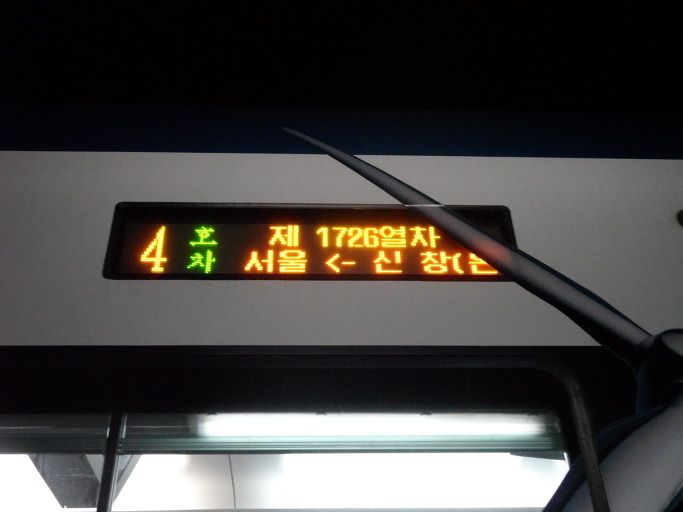 4 호차 제 1726열차
서울 <- 신 창(